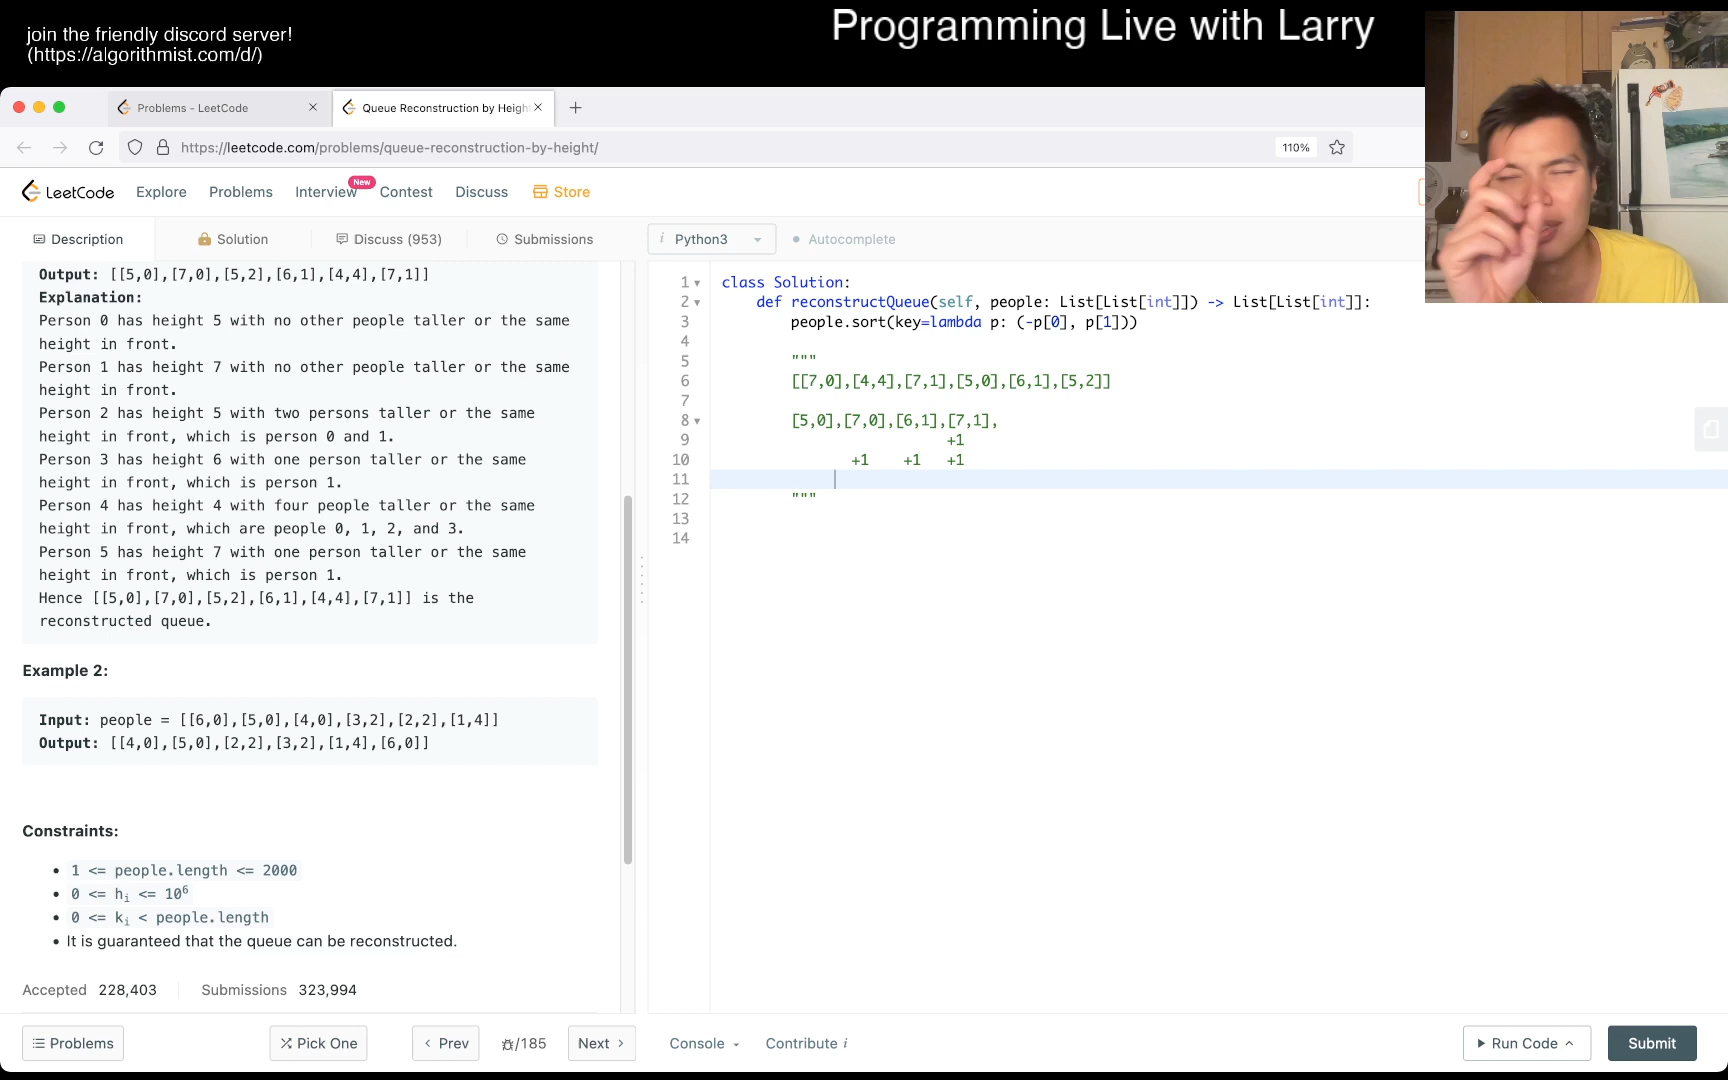 join the friendly discord server!
(https://algorithmist.com/d/)
Programming Live with Larry
Problems - LeetCode
Queue Reconstruction by Heigh
https://leetcode.com/problems/queue-reconstruction-by-height/
110%
LeetCode
Explore
Problems
Interview
New
Contest
Discuss
Store
Description
Solution
Discuss (953)
Submissions
i Python3
Autocomplete
Output: [[5,0],[7,0],[5,2],[6,1],[4,4],[7,1]]
Explanation:
Person 0 has height 5 with no other people taller or the same
height in front.
Person 1 has height 7 with no other people taller or the same
height in front.
Person 2 has height 5 with two persons taller or the same
height in front, which is person 0 and 1.
Person 3 has height 6 with one person taller or the same
height in front, which is person 1.
Person 4 has height 4 with four people taller or the same
height in front, which are people 0, 1, 2, and 3.
Person 5 has height 7 with one person taller or the same
height in front, which is person 1.
Hence [[5,0],[7,0],[5,2],[6,1],[4,4],[7,1]] is the
reconstructed queue.
Example 2:
Input: people = [[6,0],[5,0],[4,0],[3,2],[2,2],[1,4]]
Output: [[4,0],[5,0],[2,2],[3,2],[1,4],[6,0]]
Constraints:
• 1 <= people.length <= 2000
• 0 <= hi <= 10^6
• 0 <= ki < people.length
• It is guaranteed that the queue can be reconstructed.
Accepted 228,403
Submissions 323,994
1 class Solution:
2 def reconstructQueue(self, people: List[List[int]]) -> List[List[int]]:
3 people.sort(key=lambda p: (-p[0], p[1]))
4
5 """
6 [[7,0],[4,4],[7,1],[5,0],[6,1],[5,2]]
7
8 [5,0],[7,0],[6,1],[7,1],
9 +1
10 +1 +1 +1
11
12 """
13
14
Problems
Pick One
< Prev
/185
Next >
Console
Contribute i
Run Code
Submit